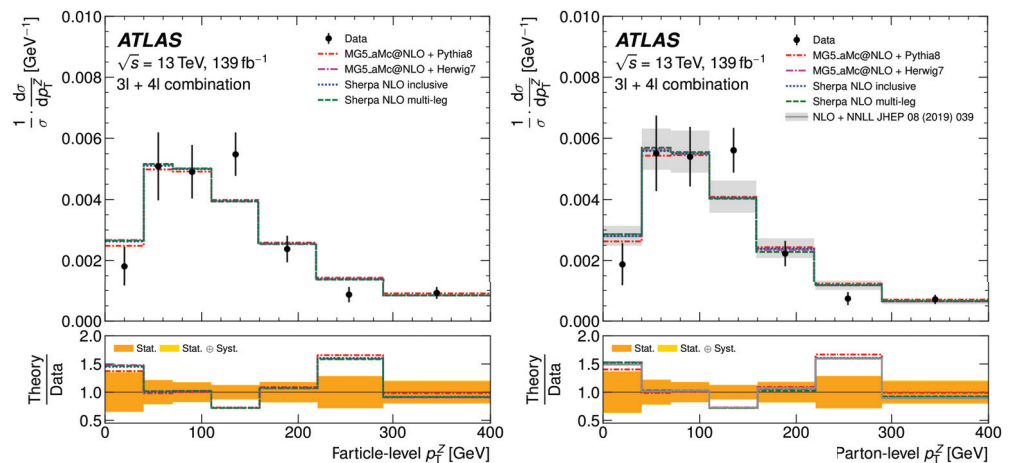 0.010
0.008
0.006
0.004
0.002
0.000
1/σ · dσ/dp_T^Z [GeV⁻¹]
ATLAS
√s = 13 TeV, 139 fb⁻¹
3l + 4l combination
Data
MG5_aMc@NLO + Pythia8
MG5_aMc@NLO + Herwig7
Sherpa NLO inclusive
Sherpa NLO multi-leg
2.0
1.5
1.0
0.5
Theory
Data
Stat. Stat. ⊕ Syst.
0 100 200 300 400
Farticle-level p_T^Z [GeV]
0.010
0.008
0.006
0.004
0.002
0.000
1/σ · dσ/dp_T^Z [GeV⁻¹]
ATLAS
√s = 13 TeV, 139 fb⁻¹
3l + 4l combination
Data
MG5_aMc@NLO + Pythia8
MG5_aMc@NLO + Herwig7
Sherpa NLO inclusive
Sherpa NLO multi-leg
NLO + NNLL JHEP 08 (2019) 039
2.0
1.5
1.0
0.5
Theory
Data
Stat. Stat. ⊕ Syst.
0 100 200 300 400
Parton-level p_T^Z [GeV]